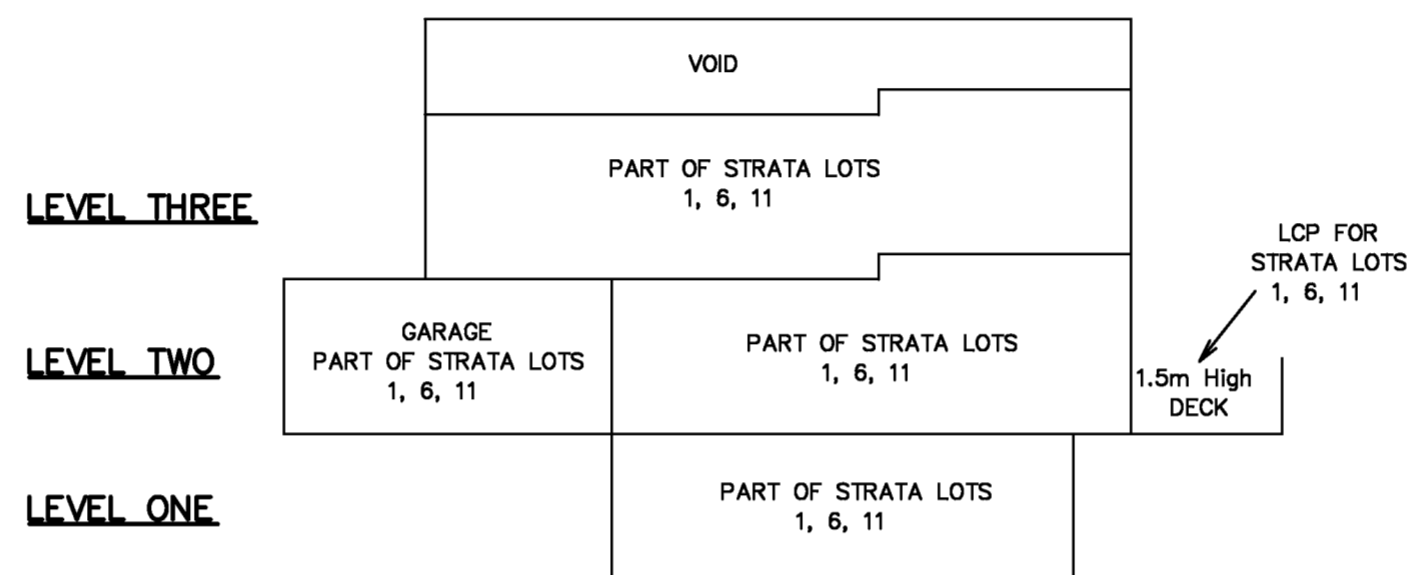 VOID
PART OF STRATA LOTS
1, 6, 11
LEVEL THREE
LCP FOR
STRATA LOTS
1, 6, 11
GARAGE
PART OF STRATA LOTS
1, 6, 11
PART OF STRATA LOTS
1, 6, 11
LEVEL TWO
1.5m High
DECK
PART OF STRATA LOTS
1, 6, 11
LEVEL ONE